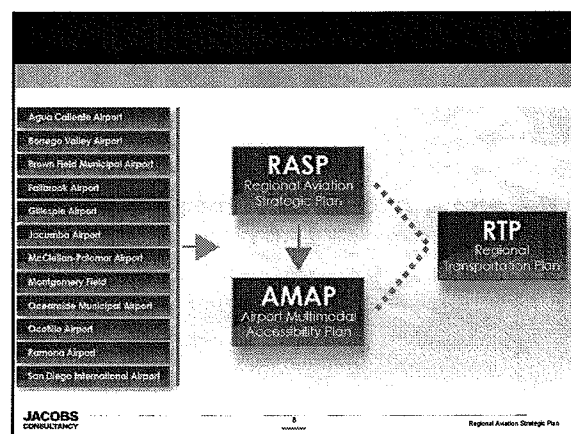 Agua Caliente Airport
Borrego Valley Airport
Brown Field Municipal Airport
Fallbrook Airport
Gillespie Airport
Jacumba Airport
McClellan-Palomar Airport
Montgomery Field
Oceanside Municipal Airport
Ocotillo Airport
Ramona Airport
San Diego International Airport
RASP
Regional Aviation
Strategic Plan
AMAP
Airport Multimodal
Accessibility Plan
RTP
Regional
Transportation Plan
JACOBS
CONSULTANCY
8
Regional Aviation Strategic Plan